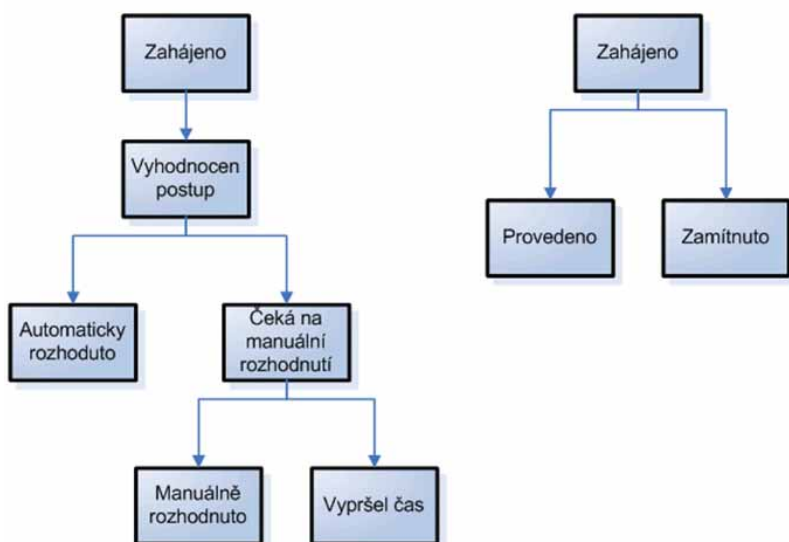 Zahájeno
Vyhodnocen
postup
Automaticky
rozhoduto
Čeká na
manuální
rozhodnutí
Manuálně
rozhodnuto
Vypršel čas
Zahájeno
Provedeno
Zamítnuto